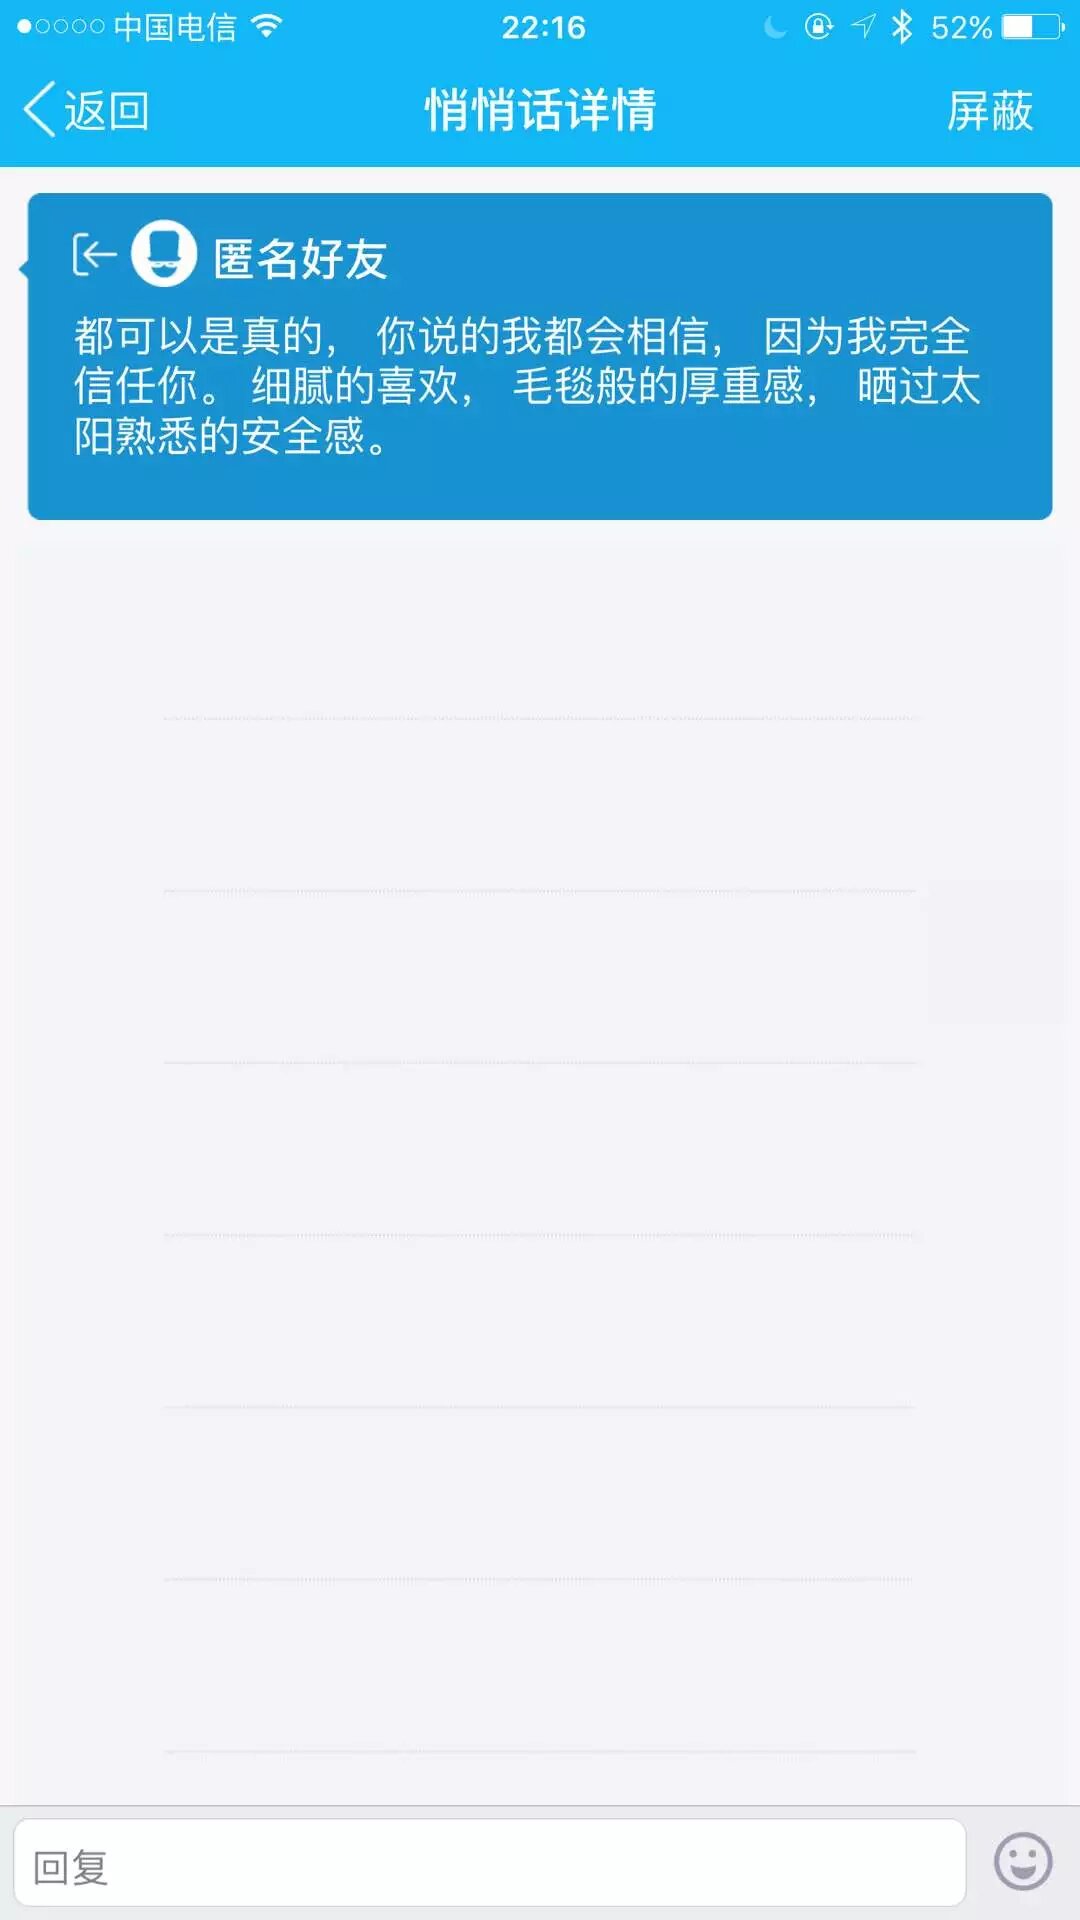 中国电信 22:16 52%
返回 悄悄话详情 屏蔽
匿名好友
都可以是真的， 你说的我都会相信， 因为我完全
信任你。 细腻的喜欢， 毛毯般的厚重感， 晒过太
阳熟悉的安全感。
回复